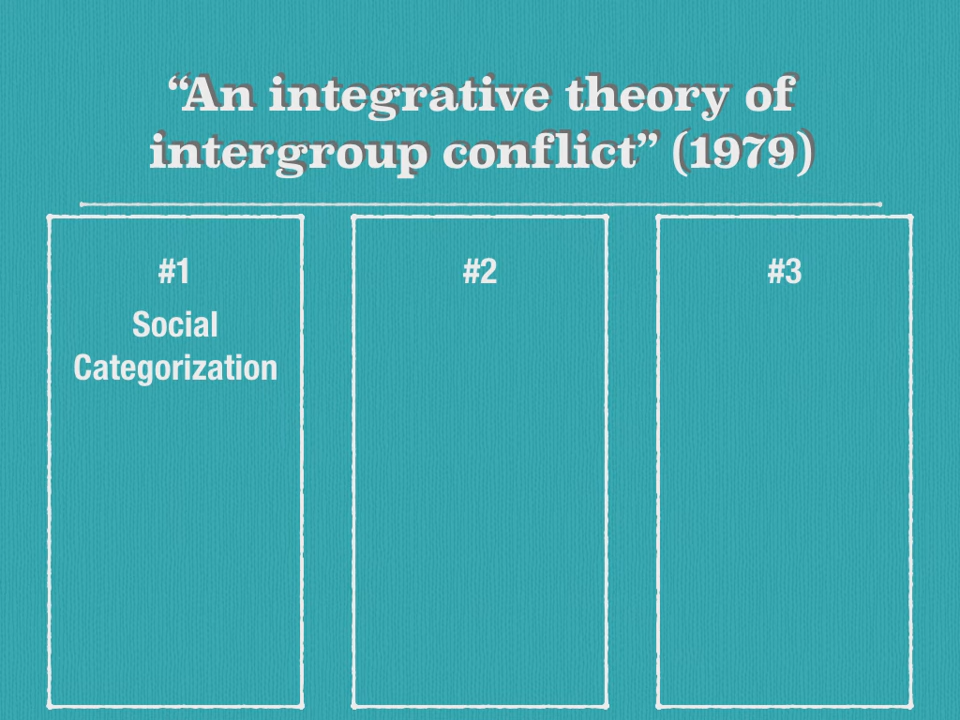 “An integrative theory of
intergroup conflict” (1979)
#1
Social
Categorization
#2
#3